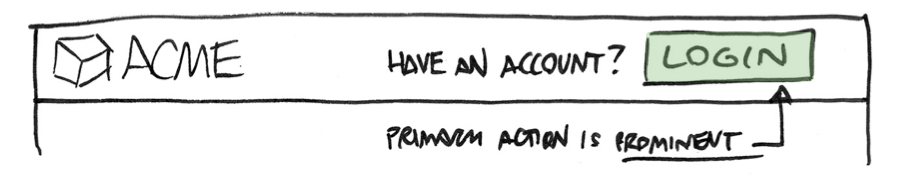 ACME
HAVE AN ACCOUNT?
LOGIN
PRIMARY ACTION IS PROMINENT